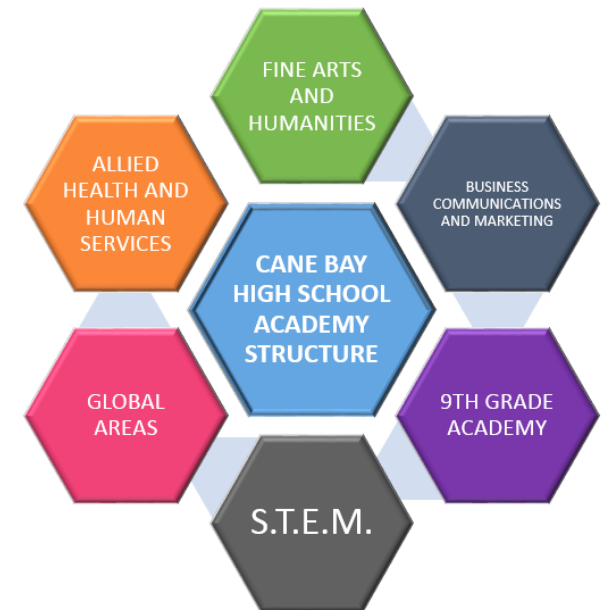 FINE ARTS
AND
HUMANITIES
BUSINESS
COMMUNICATIONS
AND MARKETING
9TH GRADE
ACADEMY
S.T.E.M.
GLOBAL
AREAS
ALLIED
HEALTH AND
HUMAN
SERVICES
CANE BAY
HIGH SCHOOL
ACADEMY
STRUCTURE